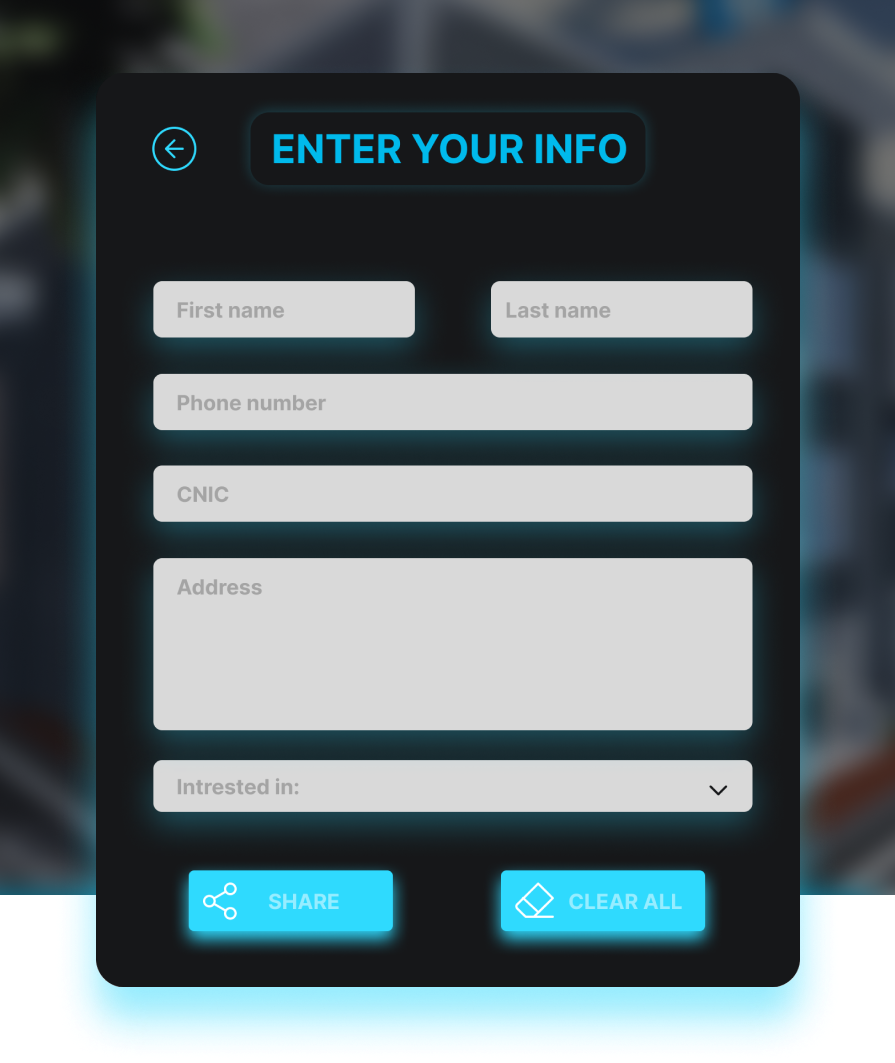 ENTER YOUR INFO
First name
Last name
Phone number
CNIC
Address
Intrested in:
SHARE
CLEAR ALL